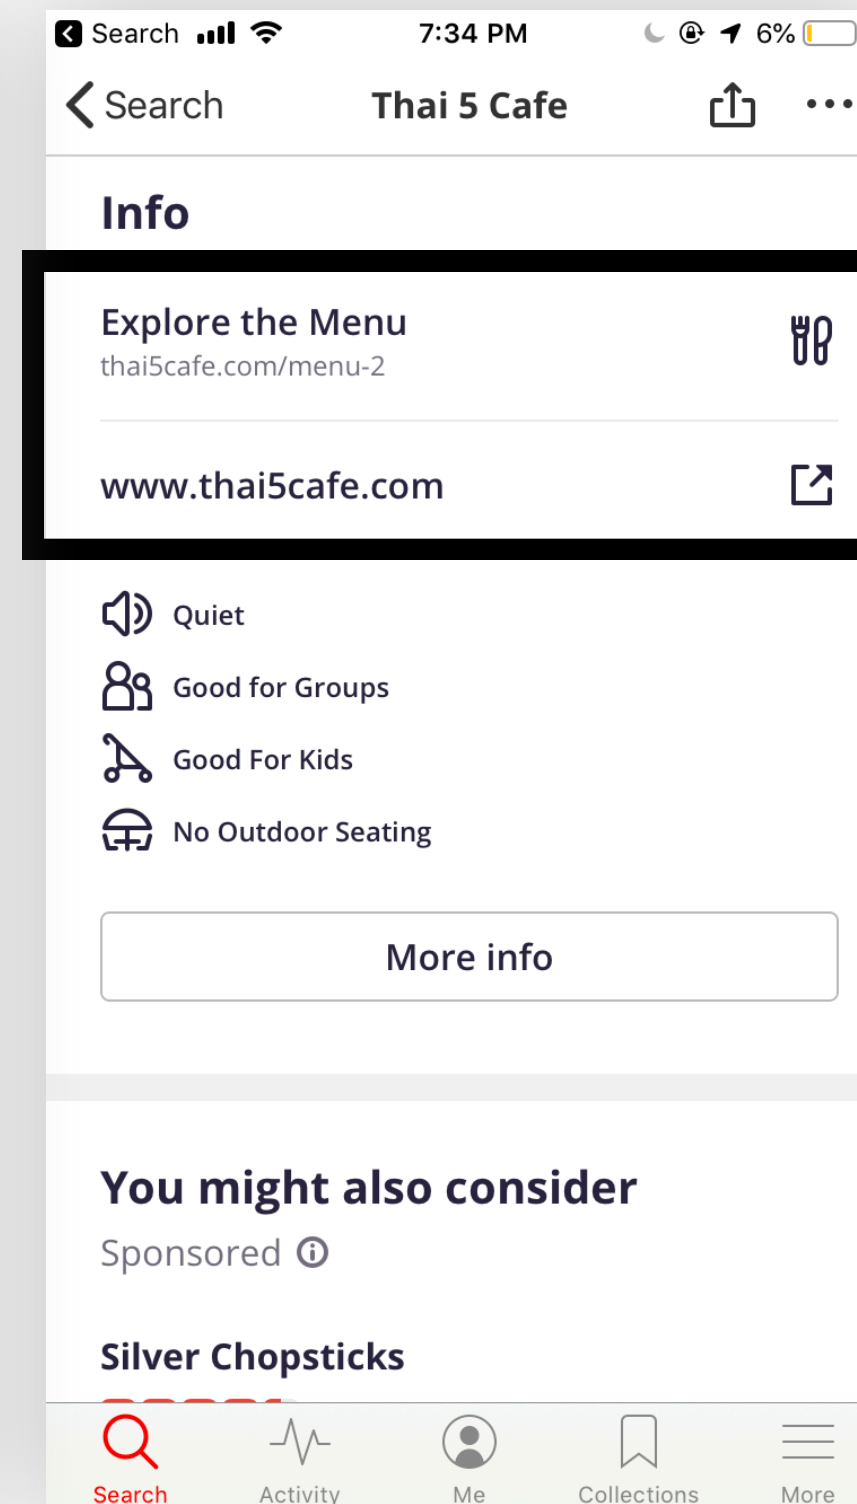 Search 7:34 PM 6%
Search Thai 5 Cafe
Info
Explore the Menu
thai5cafe.com/menu-2
www.thai5cafe.com
Quiet
Good for Groups
Good For Kids
No Outdoor Seating
More info
You might also consider
Sponsored
Silver Chopsticks
Search Activity Me Collections More